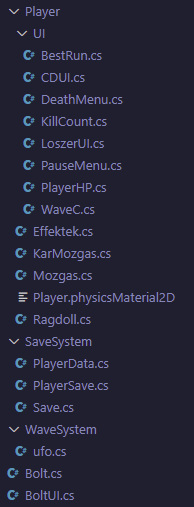 Player
UI
BestRun.cs
CDUI.cs
DeathMenu.cs
KillCount.cs
LoszerUI.cs
PauseMenu.cs
PlayerHP.cs
WaveC.cs
Effektek.cs
KarMozgas.cs
Mozgas.cs
Player.physicsMaterial2D
Ragdoll.cs
SaveSystem
PlayerData.cs
PlayerSave.cs
Save.cs
WaveSystem
ufo.cs
Bolt.cs
BoltUI.cs